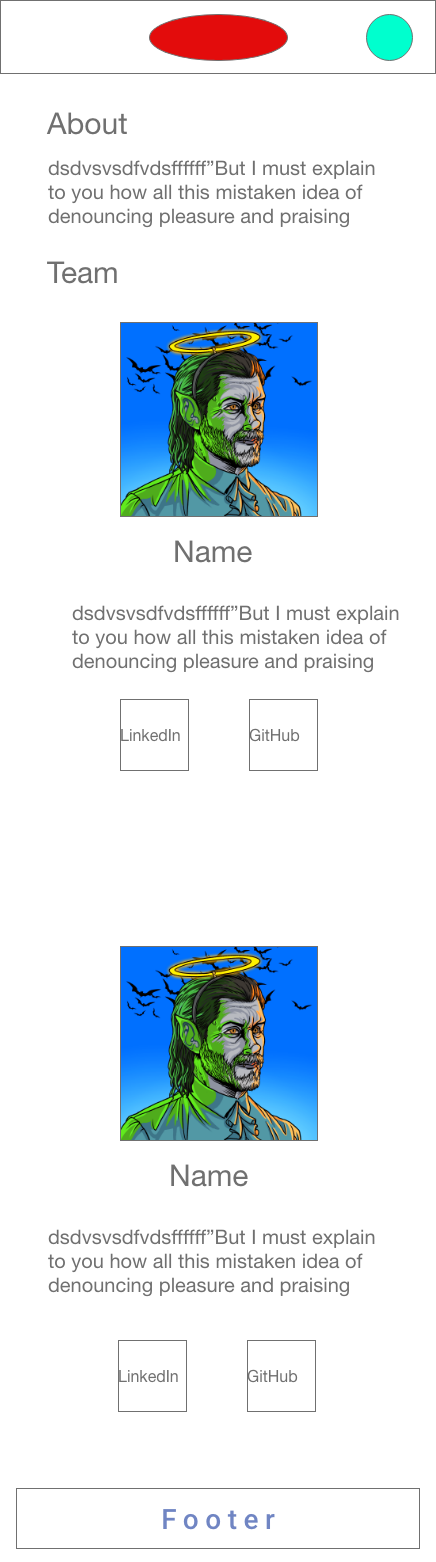 About
dsdvsvsdfvdsffffff”But I must explain
to you how all this mistaken idea of
denouncing pleasure and praising
Team
Name
dsdvsvsdfvdsffffff”But I must explain
to you how all this mistaken idea of
denouncing pleasure and praising
LinkedIn
GitHub
Name
dsdvsvsdfvdsffffff”But I must explain
to you how all this mistaken idea of
denouncing pleasure and praising
LinkedIn
GitHub
Footer